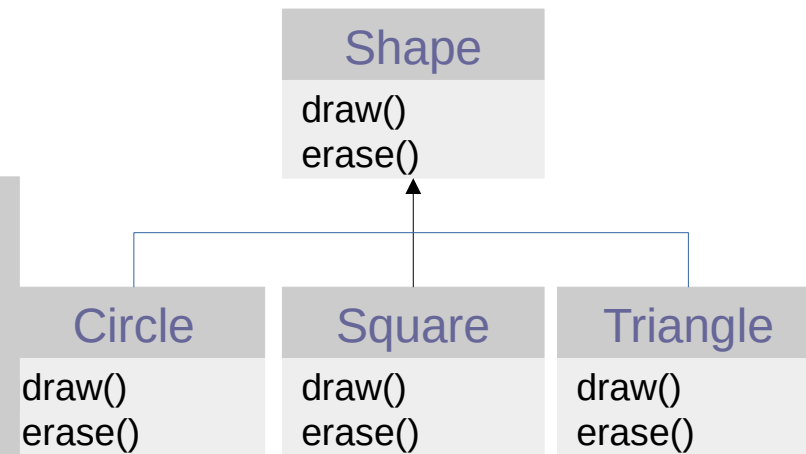 Shape
draw()
erase()
Circle
draw()
erase()
Square
draw()
erase()
Triangle
draw()
erase()